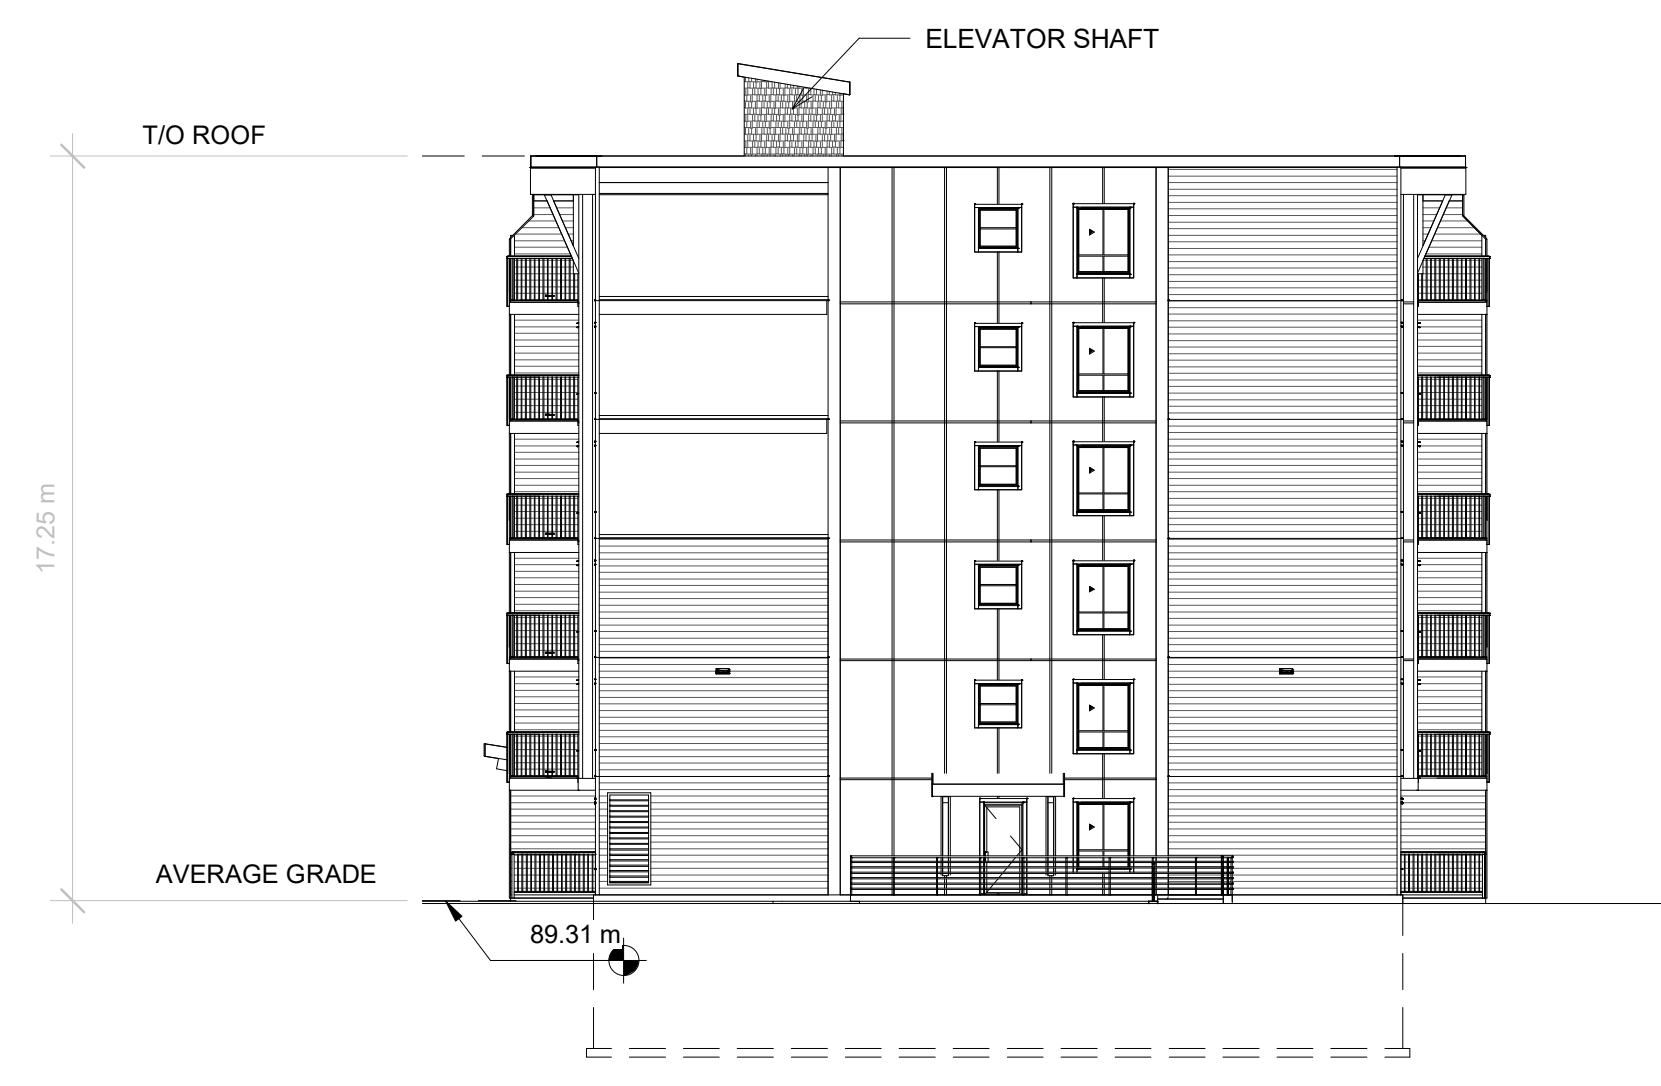 ELEVATOR SHAFT
T/O ROOF
17.25 m
AVERAGE GRADE
89.31 m